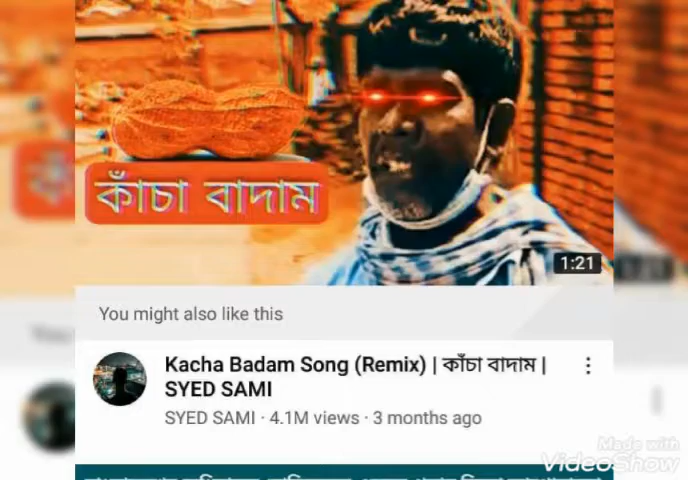 কাঁচা বাদাম
1:21
You might also like this
Kacha Badam Song (Remix) | কাঁচা বাদাম |
SYED SAMI
SYED SAMI · 4.1M views · 3 months ago
Made with
VideoShow